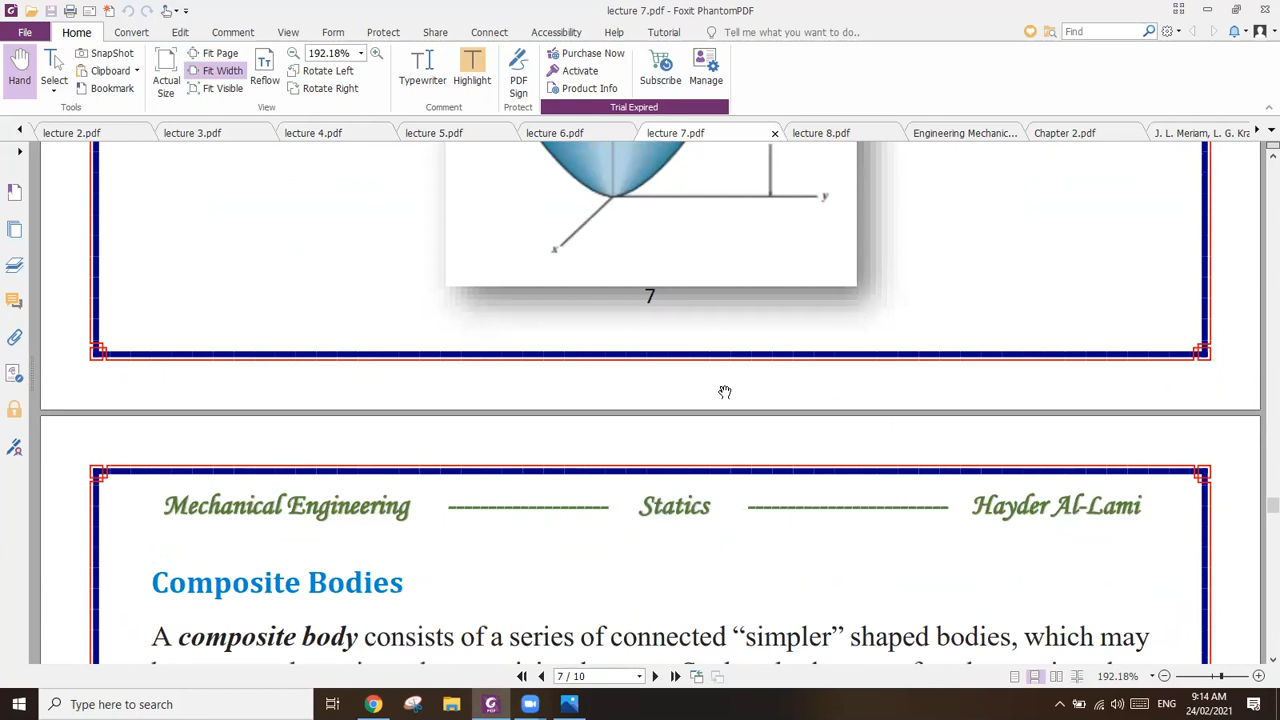 lecture 7.pdf - Foxit PhantomPDF
File Home Convert Edit View Comment Form Protect Share Connect Accessibility Help Tutorial Tell me what you want to do.. Find
Hand
Select
SnapShot
Clipboard
Bookmark
Tools
Actual Size
Fit Page
Fit Width
Fit Visible
Reflow
192.18%
Rotate Left
Rotate Right
View
Typewriter
Highlight
Comment
PDF Sign
Protect
Purchase Now
Activate
Product Info
Trial Expired
Subscribe
Manage
lecture 2.pdf lecture 3.pdf lecture 4.pdf lecture 5.pdf lecture 6.pdf lecture 7.pdf lecture 8.pdf Engineering Mechanic... Chapter 2.pdf J. L. Meriam, L. G. Kra
y
x
7
Mechanical Engineering -------------------- Statics ------------------------- Hayder Al-Lami
Composite Bodies
A composite body consists of a series of connected “simpler” shaped bodies, which may
7 / 10 192.18%
Type here to search
ENG
9:14 AM
24/02/2021